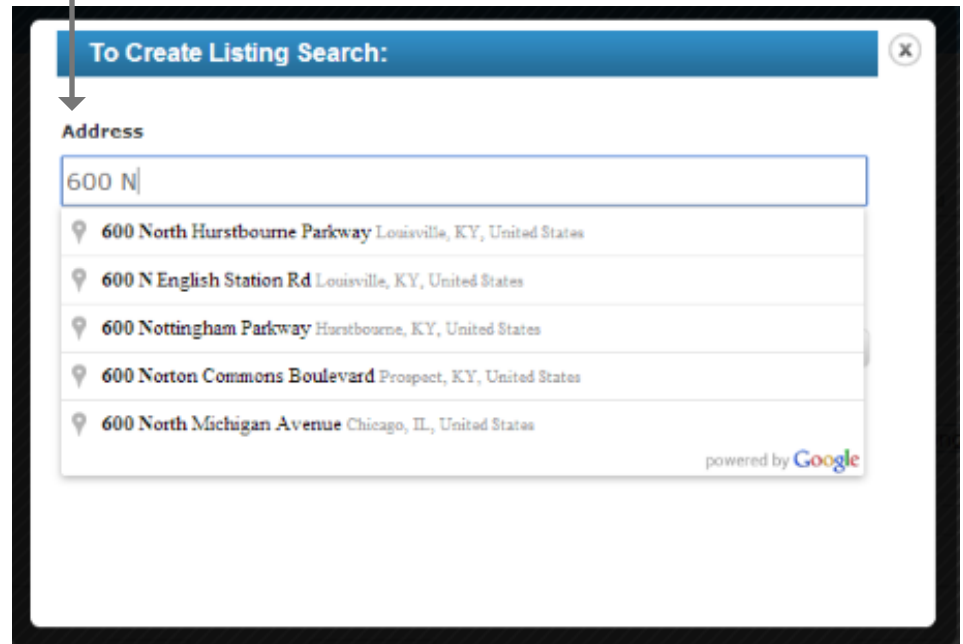 To Create Listing Search:
x
Address
600 N
600 North Hurstbourne Parkway Louisville, KY, United States
600 N English Station Rd Louisville, KY, United States
600 Nottingham Parkway Hurstbourne, KY, United States
600 Norton Commons Boulevard Prospect, KY, United States
600 North Michigan Avenue Chicago, IL, United States
powered by Google